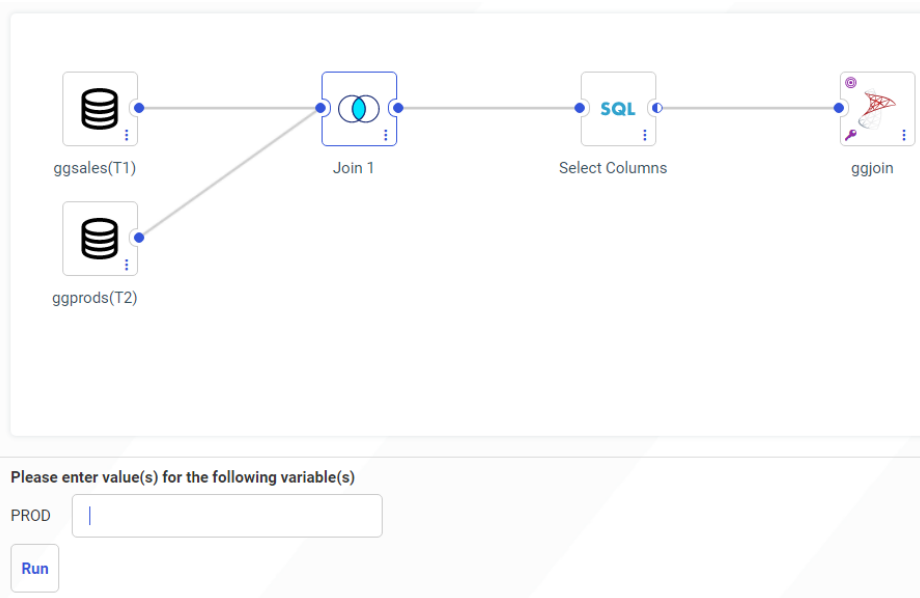 ggsales(T1)
Join 1
SQL
Select Columns
ggjoin
ggprods(T2)
Please enter value(s) for the following variable(s)
PROD
Run